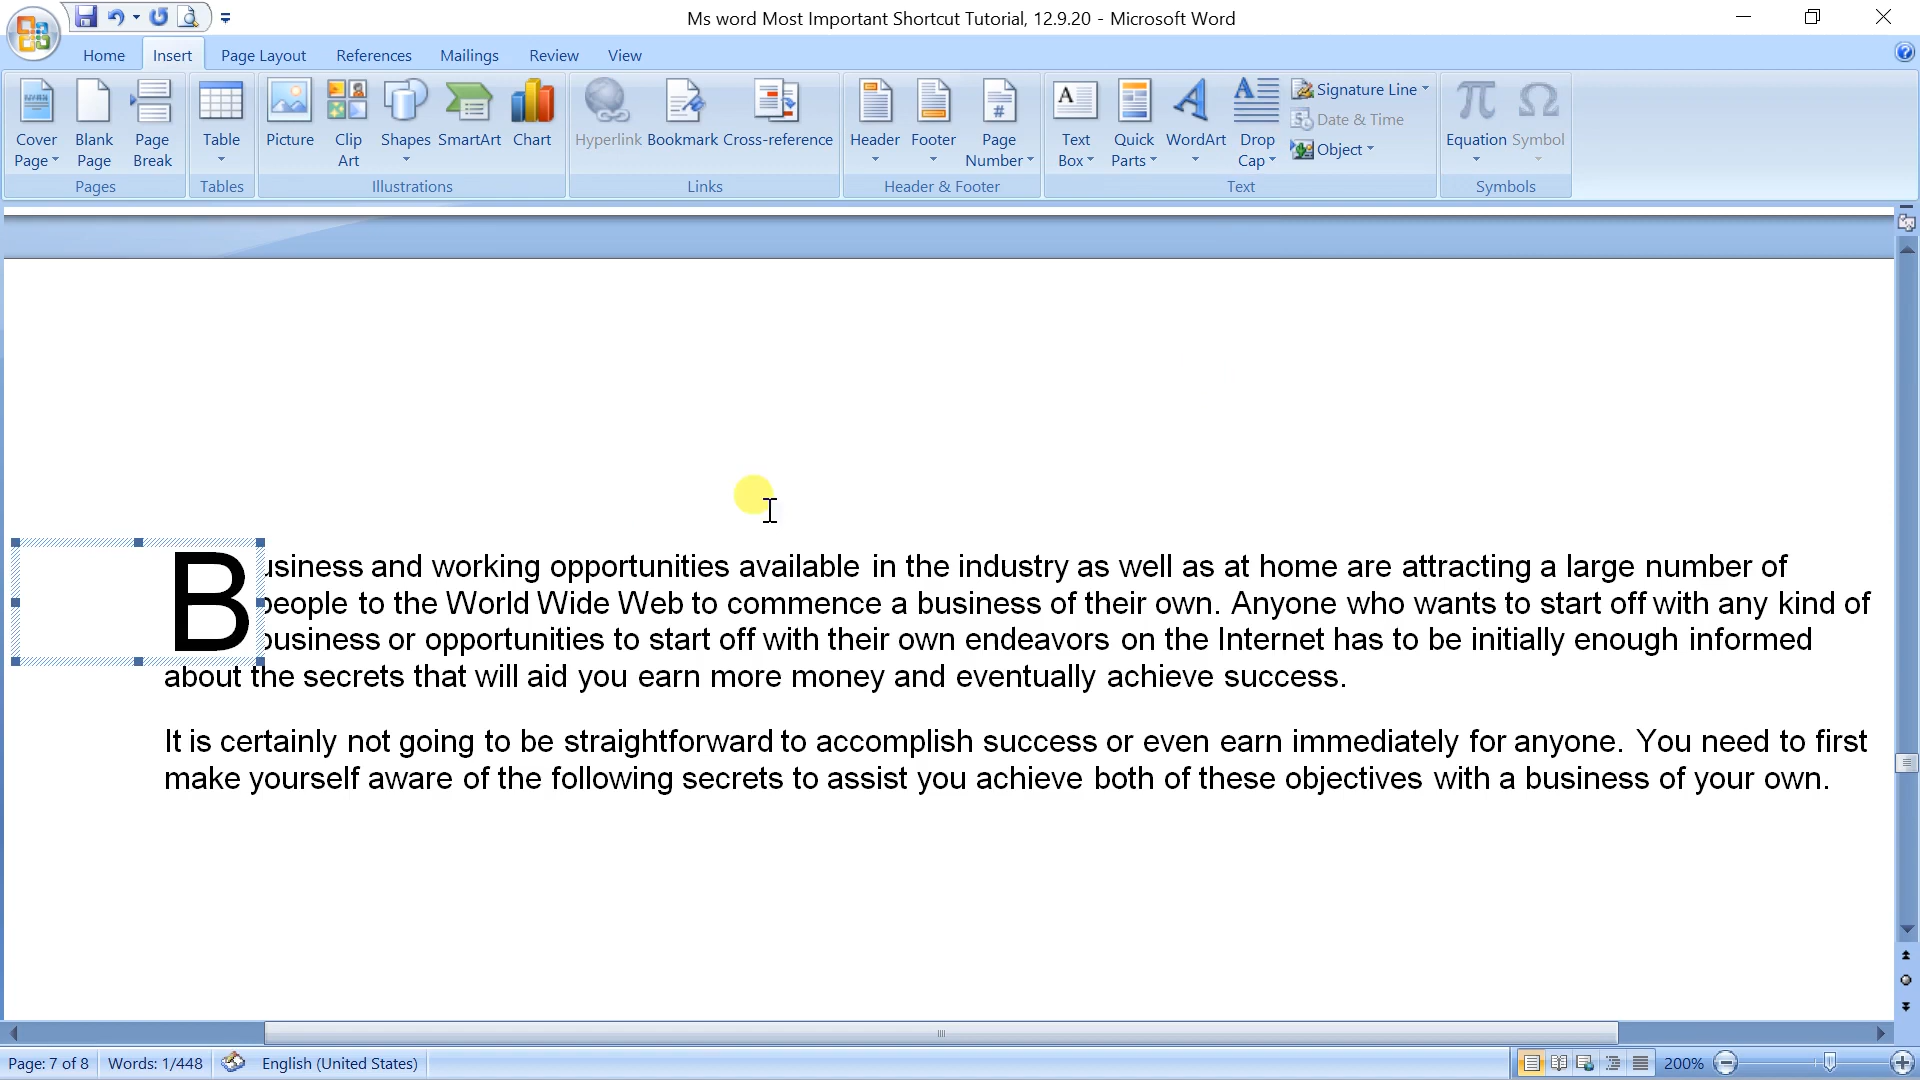 Ms word Most Important Shortcut Tutorial, 12.9.20 - Microsoft Word
Home Insert Page Layout References Mailings Review View
Cover Page Blank Page Page Break Table Picture Clip Art Shapes SmartArt Chart Hyperlink Bookmark Cross-reference Header Footer Page Number Text Box Quick Parts WordArt Drop Cap Signature Line Date & Time Object Equation Symbol
Pages Tables Illustrations Links Header & Footer Text Symbols
Business and working opportunities available in the industry as well as at home are attracting a large number of
people to the World Wide Web to commence a business of their own. Anyone who wants to start off with any kind of
business or opportunities to start off with their own endeavors on the Internet has to be initially enough informed
about the secrets that will aid you earn more money and eventually achieve success.
It is certainly not going to be straightforward to accomplish success or even earn immediately for anyone. You need to first
make yourself aware of the following secrets to assist you achieve both of these objectives with a business of your own.
Page: 7 of 8 Words: 1/448 English (United States) 200%